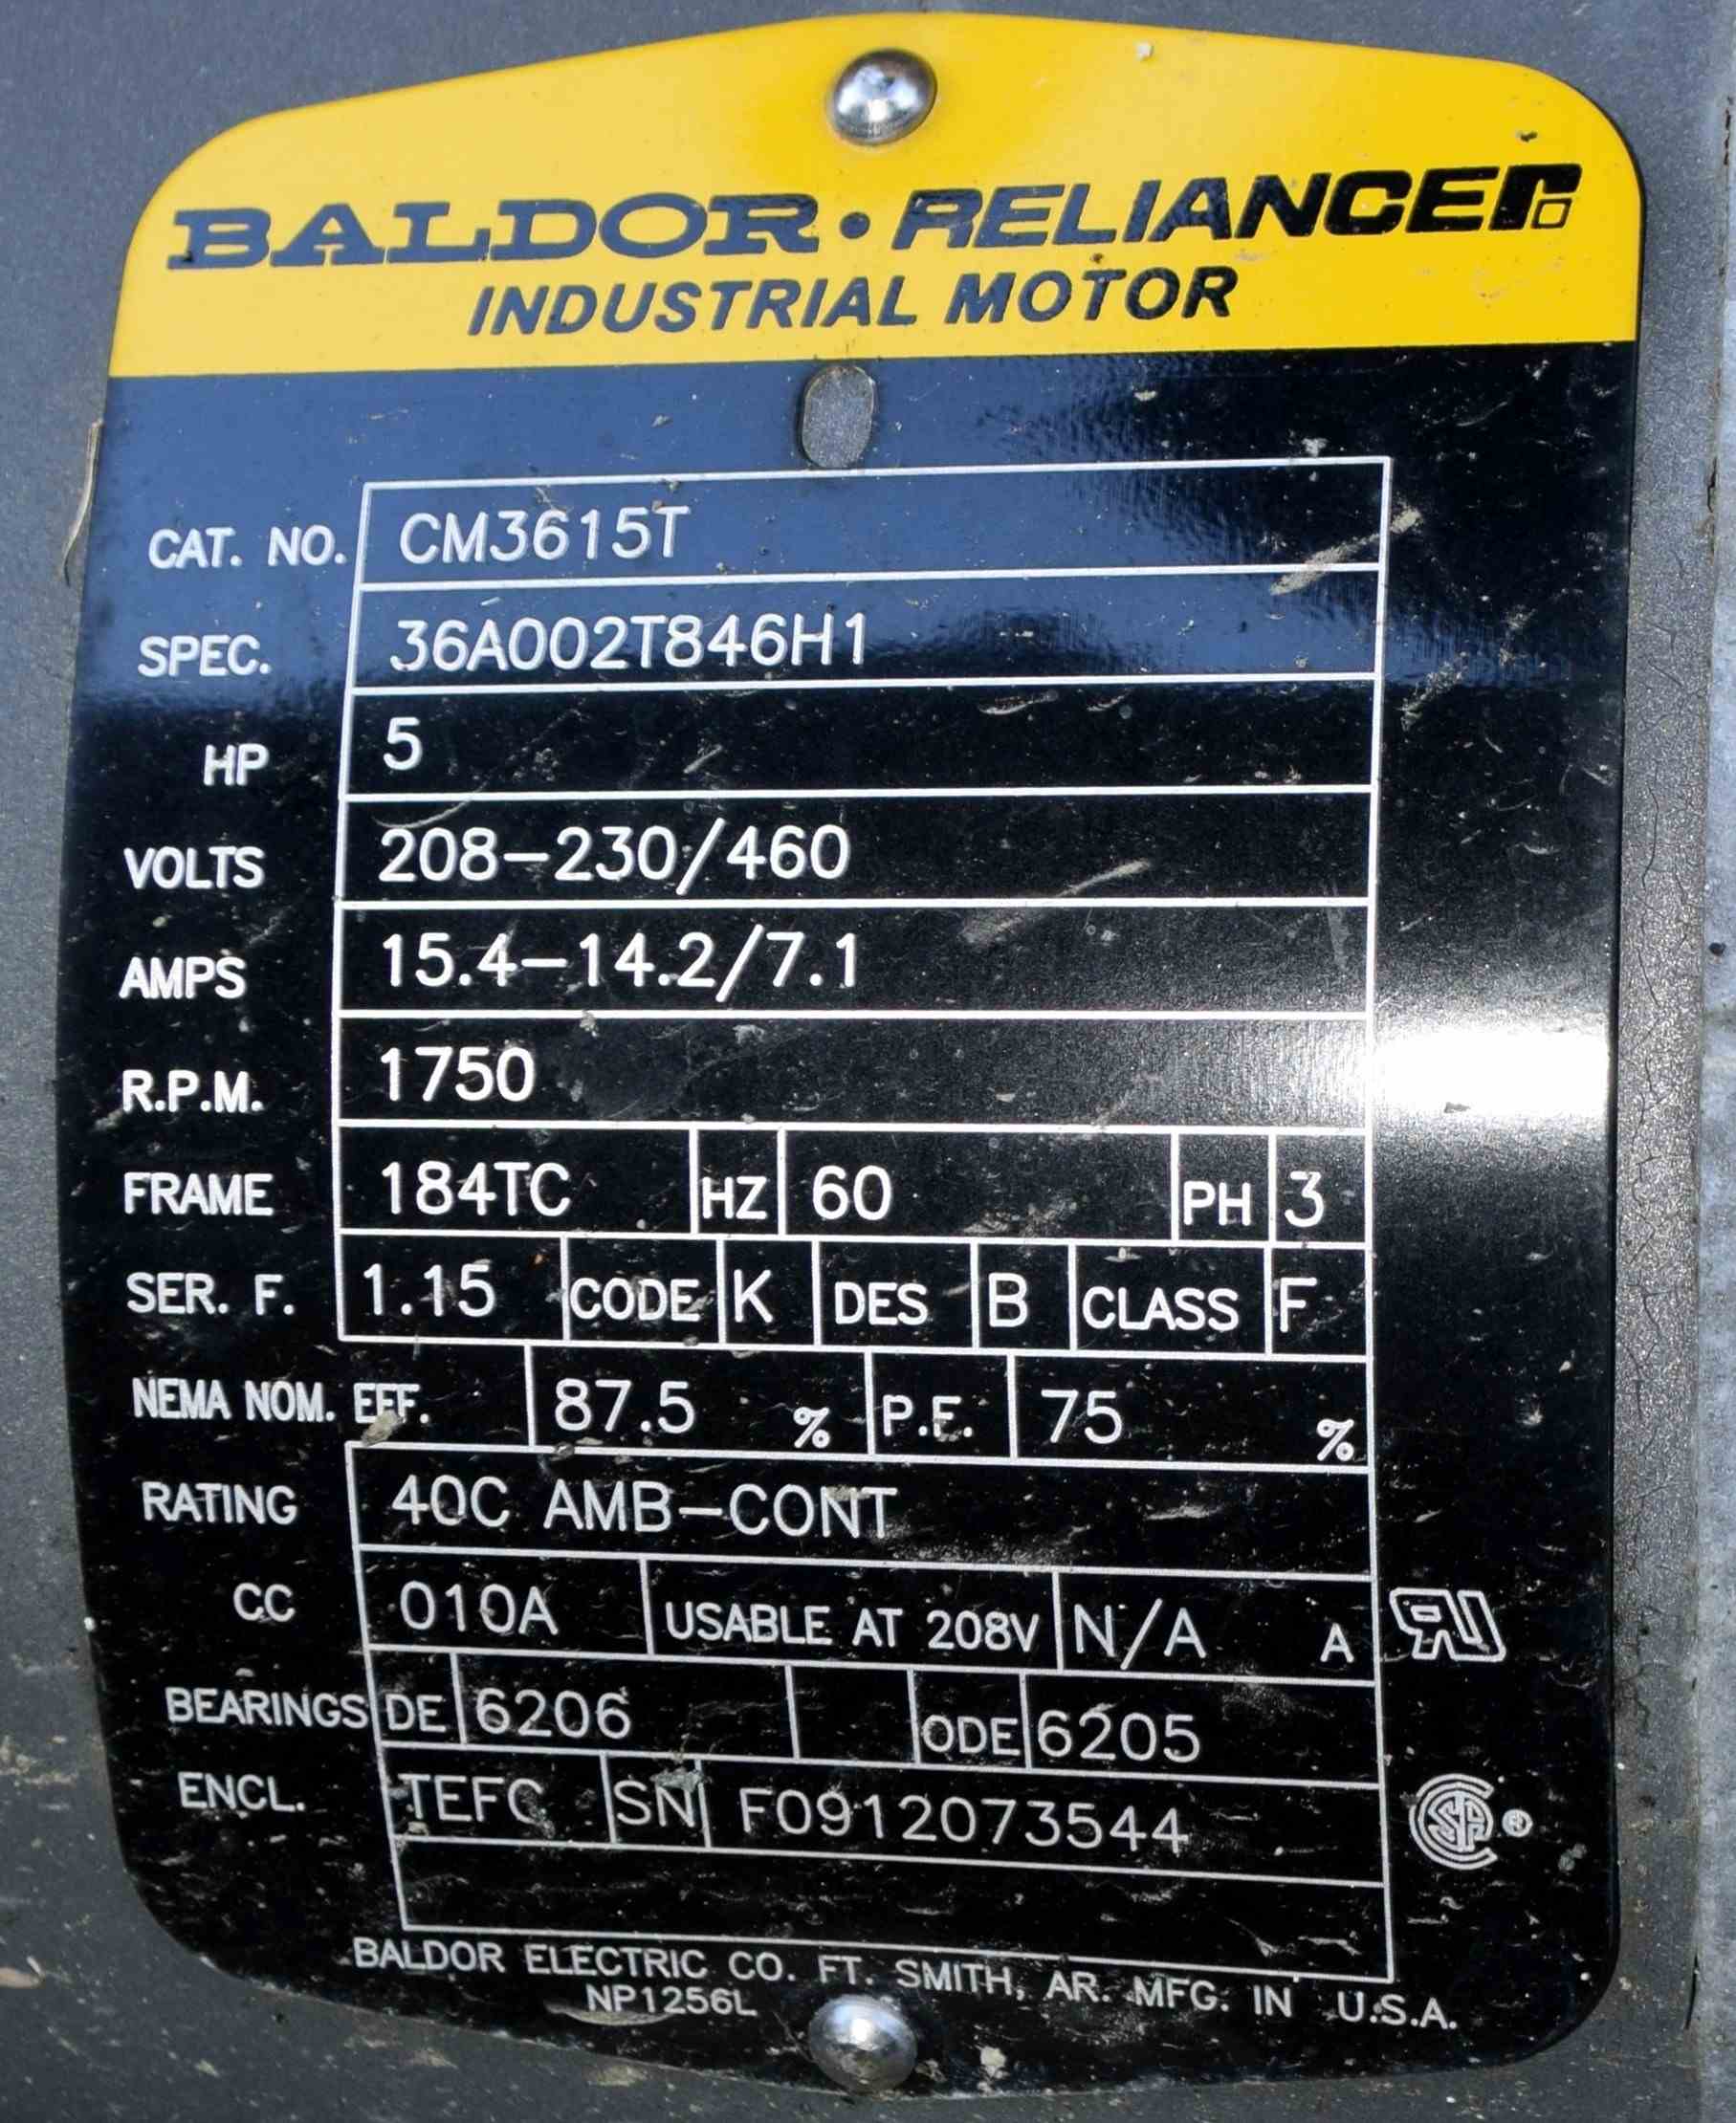 BALDOR • RELIANCE
INDUSTRIAL MOTOR
CAT. NO. CM3615T
SPEC. 36A002T846H1
HP 5
VOLTS 208-230/460
AMPS 15.4-14.2/7.1
R.P.M. 1750
FRAME 184TC HZ 60 PH 3
SER. F. 1.15 CODE K DES B CLASS F
NEMA NOM. EFF. 87.5 % P.F. 75 %
RATING 40C AMB-CONT
CC 010A USABLE AT 208V N/A A
BEARINGS DE 6206 ODE 6205
ENCL. TEFC SN F0912073544
BALDOR ELECTRIC CO. FT. SMITH, AR. MFG. IN U.S.A.
NP1256L